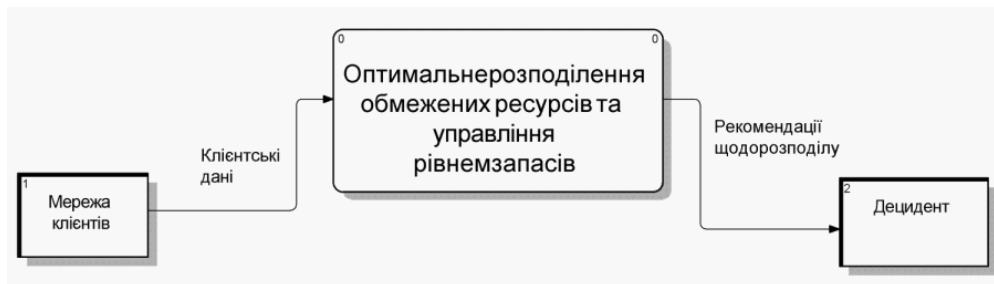 0
0
Оптимальнерозподілення
обмежених ресурсів та
управління
рівнемзапасів
Клієнтські
дані
Рекомендації
щодорозподілу
1
Мережа
клієнтів
2
Децидент